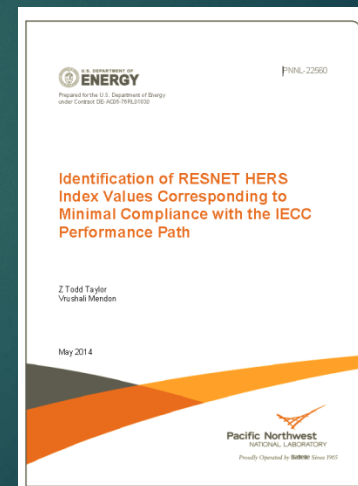 U.S. DEPARTMENT OF
ENERGY
PNNL-22560
Prepared for the U.S. Department of Energy
under Contract DE-AC05-76RL01830
Identification of RESNET HERS
Index Values Corresponding to
Minimal Compliance with the IECC
Performance Path
Z Todd Taylor
Vrushali Mendon
May 2014
Pacific Northwest
NATIONAL LABORATORY
Proudly Operated by Battelle Since 1965